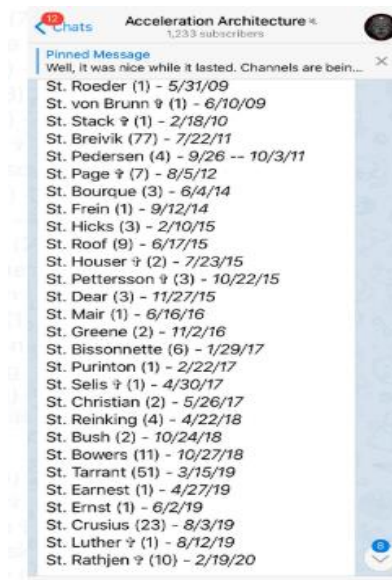 12
Chats
Acceleration Architecture
1,233 subscribers
Pinned Message
Well, it was nice while it lasted. Channels are bein...
St. Roeder (1) - 5/31/09
St. von Brunn ✞ (1) - 6/10/09
St. Stack ✞ (1) - 2/18/10
St. Breivik (77) - 7/22/11
St. Pedersen (4) - 9/26 -- 10/3/11
St. Page ✞ (7) - 8/5/12
St. Bourque (3) - 6/4/14
St. Frein (1) - 9/12/14
St. Hicks (3) - 2/10/15
St. Roof (9) - 6/17/15
St. Houser ✞ (2) - 7/23/15
St. Pettersson ✞ (3) - 10/22/15
St. Dear (3) - 11/27/15
St. Mair (1) - 6/16/16
St. Greene (2) - 11/2/16
St. Bissonnette (6) - 1/29/17
St. Purinton (1) - 2/22/17
St. Selis ✞ (1) - 4/30/17
St. Christian (2) - 5/26/17
St. Reinking (4) - 4/22/18
St. Bush (2) - 10/24/18
St. Bowers (11) - 10/27/18
St. Tarrant (51) - 3/15/19
St. Earnest (1) - 4/27/19
St. Ernst (1) - 6/2/19
St. Crusius (23) - 8/3/19
St. Luther ✞ (1) - 8/12/19
St. Rathjen ✞ (10) - 2/19/20
8